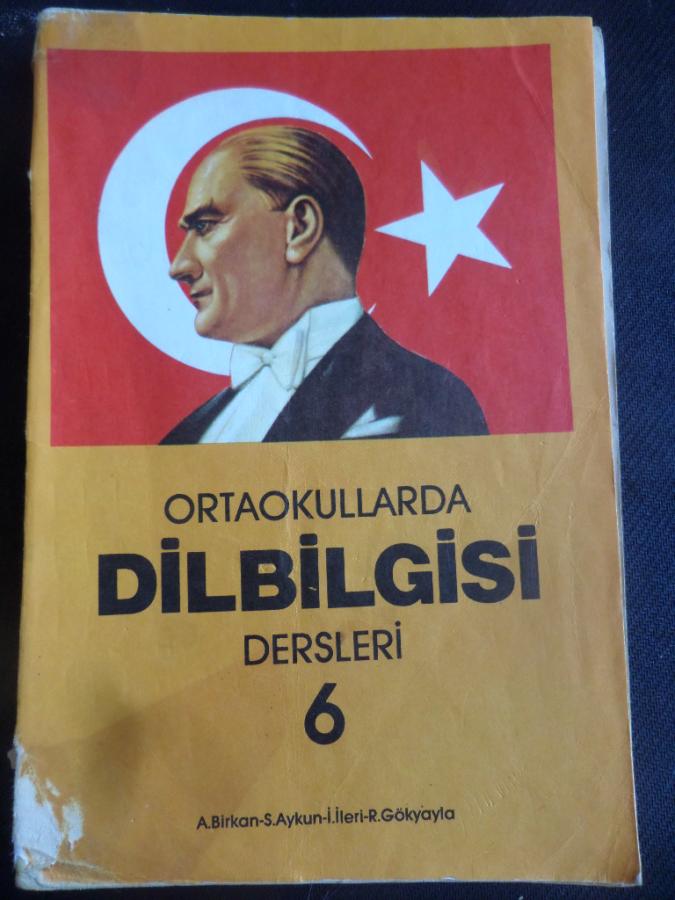 ORTAOKULLARDA
DİLBİLGİSİ
DERSLERİ
6
A.Birkan-S.Aykun-İ.İleri-R.Gökyayla